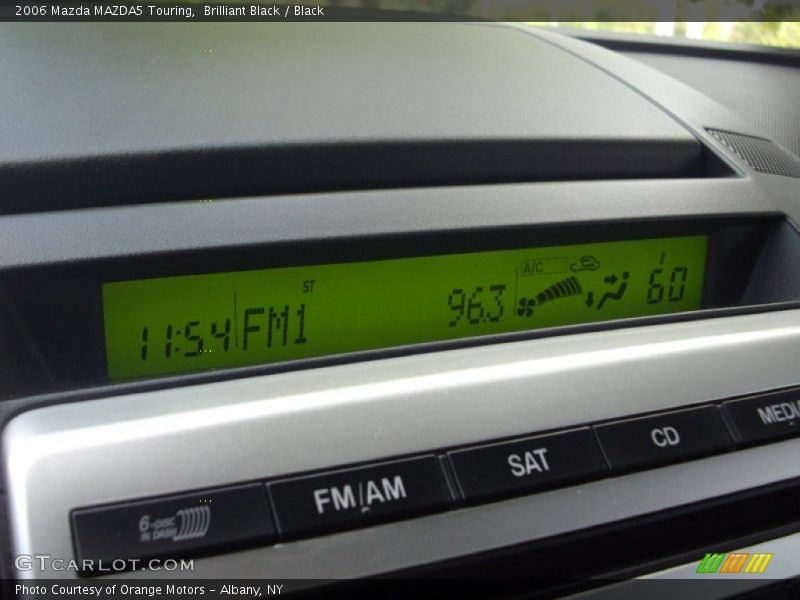 2006 Mazda MAZDA5 Touring, Brilliant Black / Black
ST
A/C
11:54 FM1 96.3 60
6-DISC
IN DASH
FM/AM
SAT
CD
GTCARLOT.COM
Photo Courtesy of Orange Motors - Albany, NY